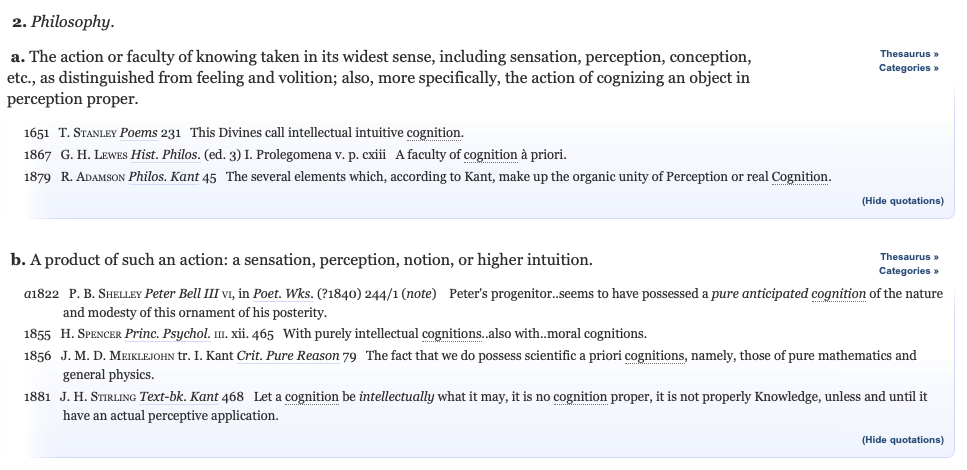 2. Philosophy.
a. The action or faculty of knowing taken in its widest sense, including sensation, perception, conception,
etc., as distinguished from feeling and volition; also, more specifically, the action of cognizing an object in
perception proper.
Thesaurus »
Categories »
1651 T. STANLEY Poems 231 This Divines call intellectual intuitive cognition.
1867 G. H. LEWES Hist. Philos. (ed. 3) I. Prolegomena v. p. cxiii A faculty of cognition à priori.
1879 R. ADAMSON Philos. Kant 45 The several elements which, according to Kant, make up the organic unity of Perception or real Cognition.
(Hide quotations)
b. A product of such an action: a sensation, perception, notion, or higher intuition.
Thesaurus »
Categories »
a1822 P. B. SHELLEY Peter Bell III VI, in Poet. Wks. (?1840) 244/1 (note) Peter's progenitor..seems to have possessed a pure anticipated cognition of the nature
and modesty of this ornament of his posterity.
1855 H. SPENCER Princ. Psychol. III. xii. 465 With purely intellectual cognitions..also with..moral cognitions.
1856 J. M. D. MEIKLEJOHN tr. I. Kant Crit. Pure Reason 79 The fact that we do possess scientific a priori cognitions, namely, those of pure mathematics and
general physics.
1881 J. H. STIRLING Text-bk. Kant 468 Let a cognition be intellectually what it may, it is no cognition proper, it is not properly Knowledge, unless and until it
have an actual perceptive application.
(Hide quotations)